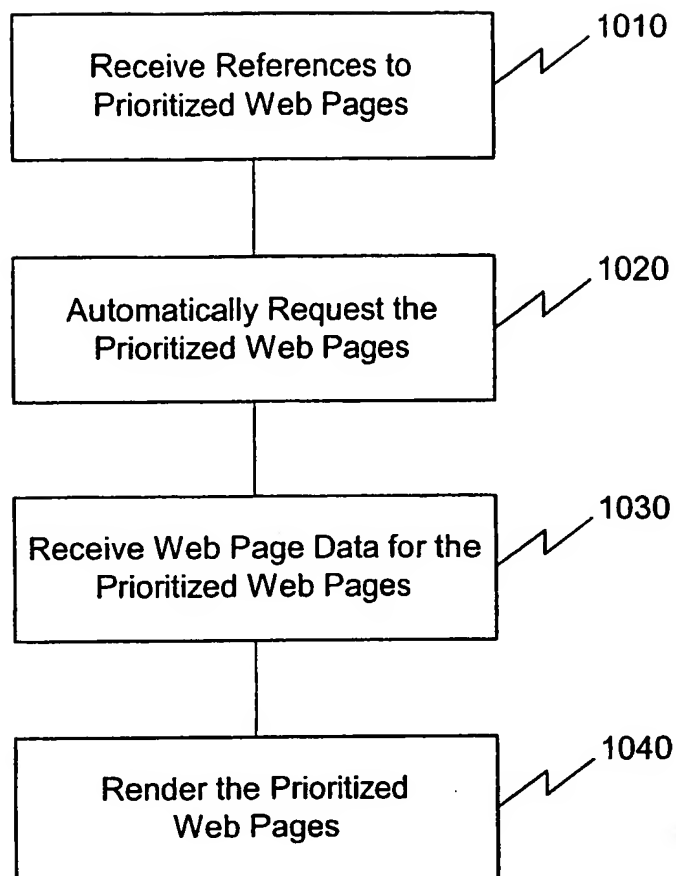 1010
Receive References to
Prioritized Web Pages
1020
Automatically Request the
Prioritized Web Pages
1030
Receive Web Page Data for the
Prioritized Web Pages
1040
Render the Prioritized
Web Pages